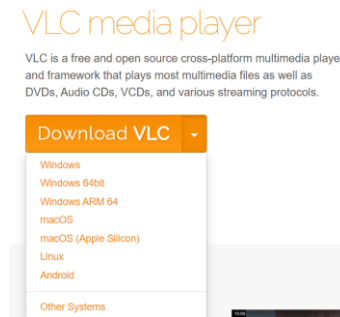 VLC media player
VLC is a free and open source cross-platform multimedia playe
and framework that plays most multimedia files as well as
DVDs, Audio CDs, VCDs, and various streaming protocols.
Download VLC
Windows
Windows 64bit
Windows ARM 64
macOS
macOS (Apple Silicon)
Linux
Android
Other Systems